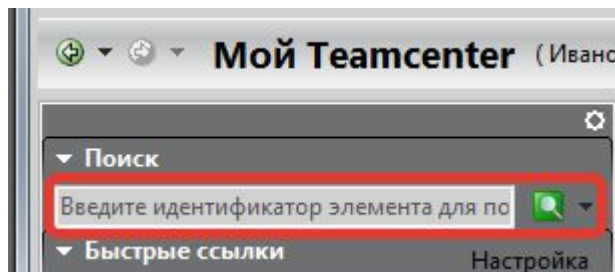 Мой Teamcenter (Ивано
Поиск
Введите идентификатор элемента для по
Быстрые ссылки Настройка